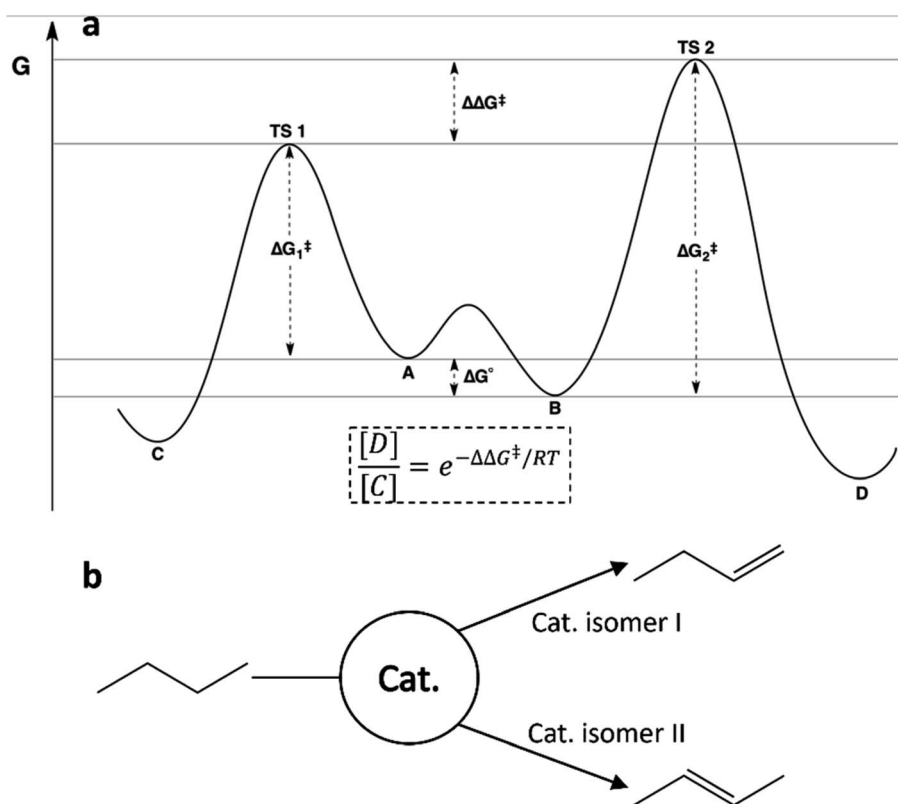 a
G
TS 2
ΔΔG‡
TS 1
ΔG₁‡
ΔG₂‡
A
ΔG°
B
C
[D]/[C] = e^{-ΔΔG‡/RT}
D
b
Cat. isomer I
Cat.
Cat. isomer II